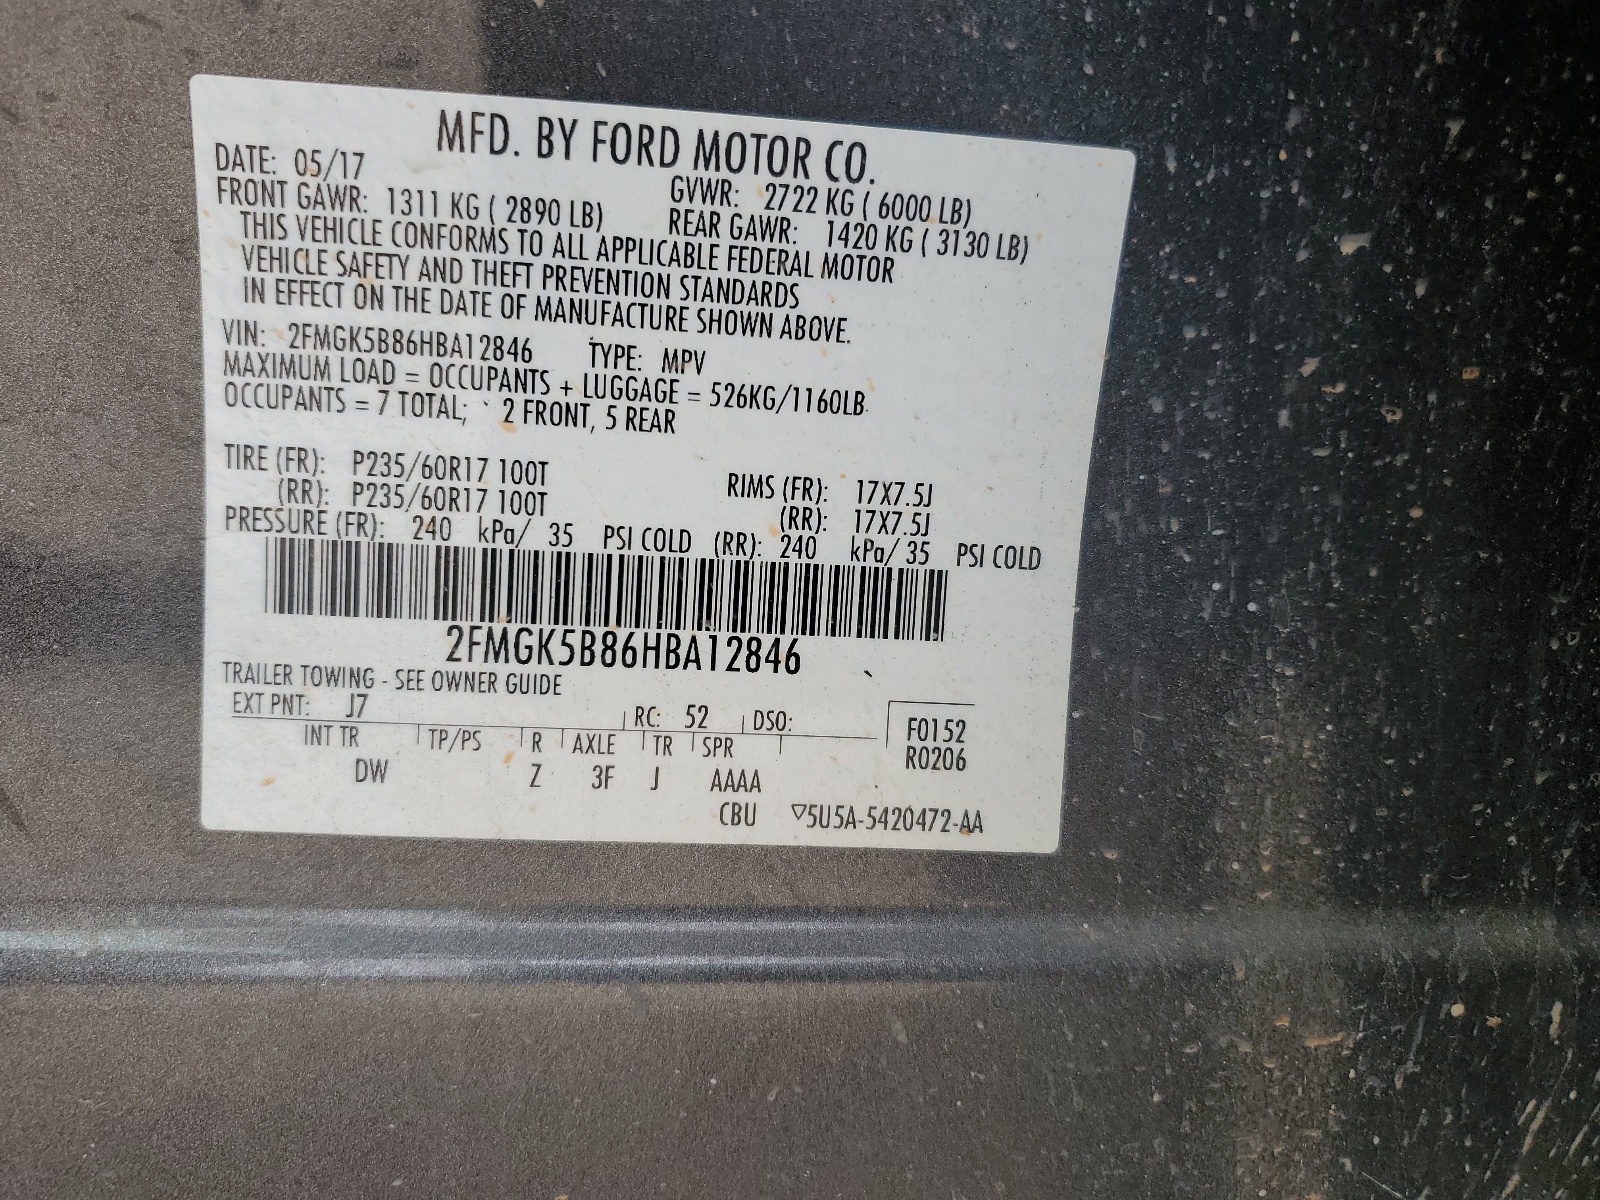 MFD. BY FORD MOTOR CO.
DATE: 05/17 GVWR: 2722 KG ( 6000 LB)
FRONT GAWR: 1311 KG ( 2890 LB) REAR GAWR: 1420 KG ( 3130 LB)
THIS VEHICLE CONFORMS TO ALL APPLICABLE FEDERAL MOTOR
VEHICLE SAFETY AND THEFT PREVENTION STANDARDS
IN EFFECT ON THE DATE OF MANUFACTURE SHOWN ABOVE.
VIN: 2FMGK5B86HBA12846 TYPE: MPV
MAXIMUM LOAD = OCCUPANTS + LUGGAGE = 526KG/1160LB
OCCUPANTS = 7 TOTAL; 2 FRONT, 5 REAR
TIRE (FR): P235/60R17 100T RIMS (FR): 17X7.5J
(RR): P235/60R17 100T (RR): 17X7.5J
PRESSURE (FR): 240 kPa/ 35 PSI COLD (RR): 240 kPa/ 35 PSI COLD
2FMGK5B86HBA12846
TRAILER TOWING - SEE OWNER GUIDE
EXT PNT: J7 RC: 52 DSO: F0152
INT TR TP/PS R AXLE TR SPR R0206
DW Z 3F J AAAA
CBU ▽5U5A-5420472-AA